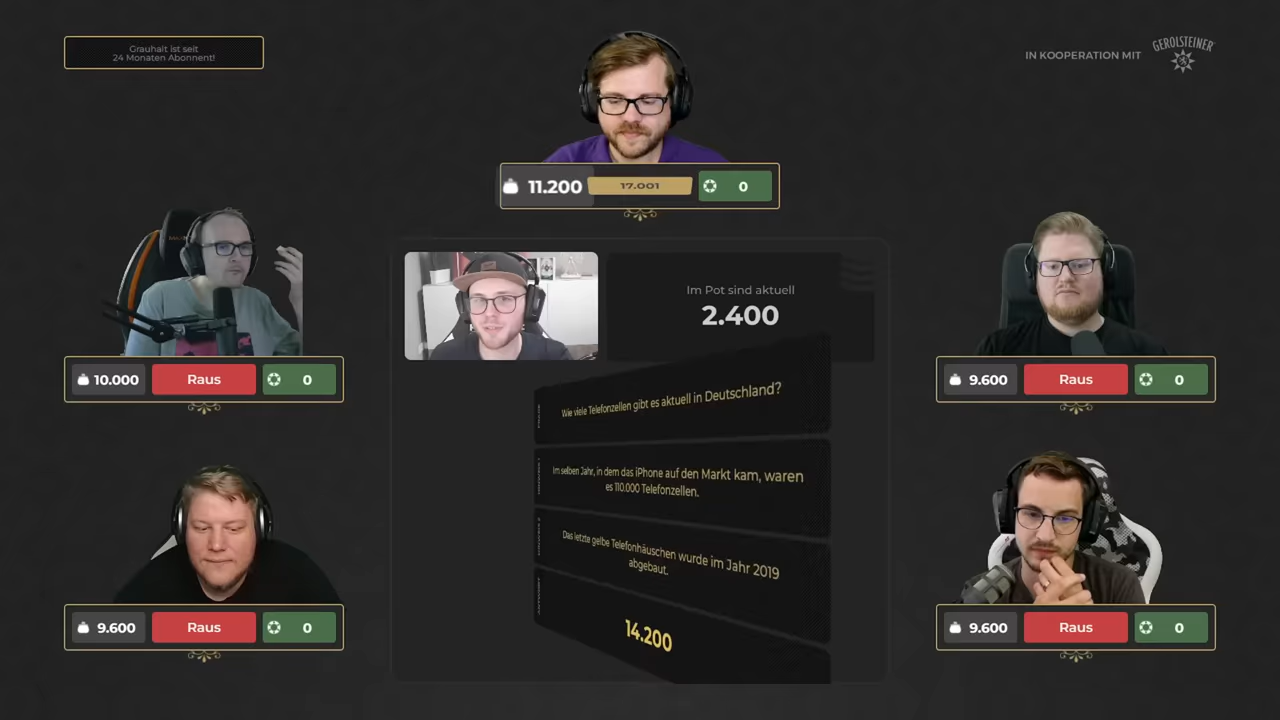 Grauhalt ist seit
24 Monaten Abonnent!
IN KOOPERATION MIT
GEROLSTEINER
11.200
17.001
0
10.000
Raus
0
9.600
Raus
0
Im Pot sind aktuell
2.400
Wie viele Telefonzellen gibt es aktuell in Deutschland?
Im selben Jahr, in dem das iPhone auf den Markt kam, waren
es 110.000 Telefonzellen.
Das letzte gelbe Telefonhäuschen wurde im Jahr 2019
abgebaut.
14.200
9.600
Raus
0
9.600
Raus
0